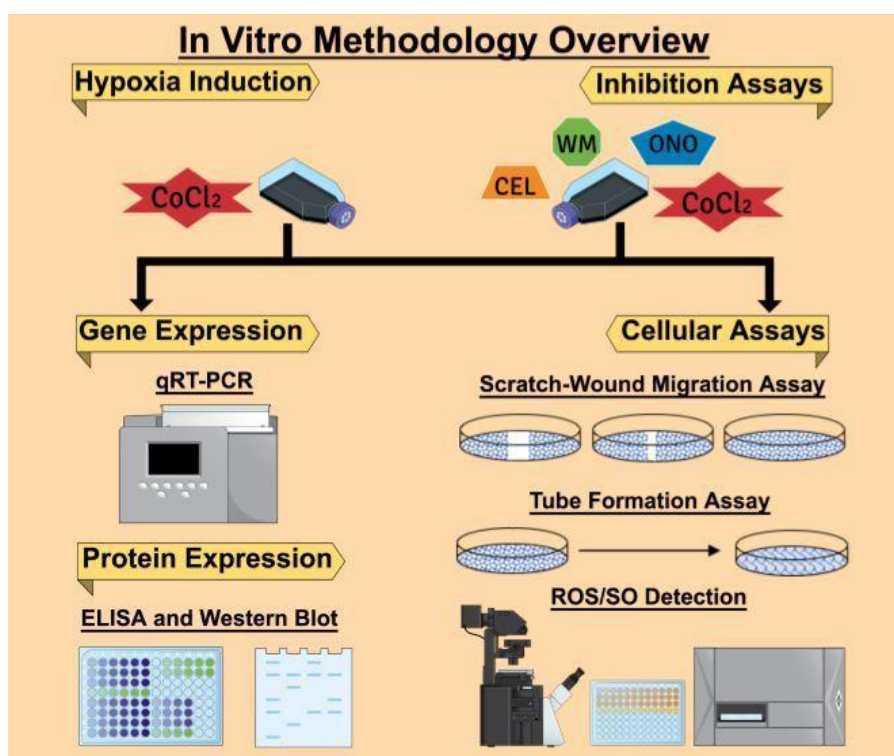 In Vitro Methodology Overview
Hypoxia Induction
Inhibition Assays
CoCl₂
WM
ONO
CEL
CoCl₂
Gene Expression
qRT-PCR
Protein Expression
ELISA and Western Blot
Cellular Assays
Scratch-Wound Migration Assay
Tube Formation Assay
ROS/SO Detection